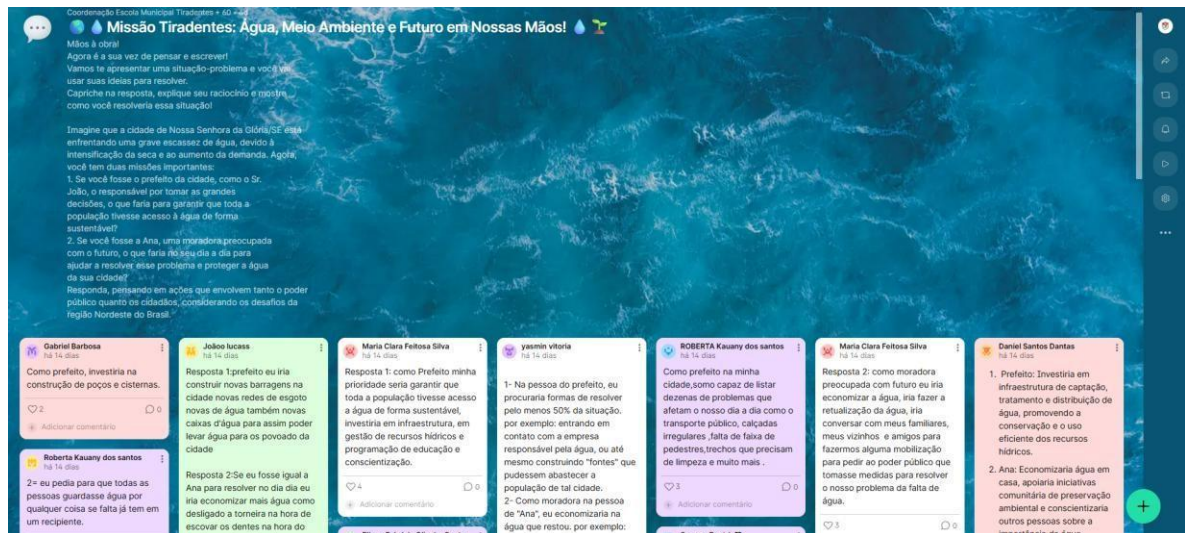 Coordenação Escola Municipal Tiradentes + 60 •
Missão Tiradentes: Água, Meio Ambiente e Futuro em Nossas Mãos!
Mãos à obra!
Agora é a sua vez de pensar e escrever!
Vamos te apresentar uma situação-problema e você vai
usar suas ideias para resolver.
Capriche na resposta, explique seu raciocínio e mostre
como você resolveria essa situação!
Imagine que a cidade de Nossa Senhora da Glória/SE está
enfrentando uma grave escassez de água, devido à
intensificação da seca e ao aumento da demanda. Agora,
você tem duas missões importantes:
1. Se você fosse o prefeito da cidade, como o Sr.
João, o responsável por tomar as grandes
decisões, o que faria para garantir que toda a
população tivesse acesso à água de forma
sustentável?
2. Se você fosse a Ana, uma moradora preocupada
com o futuro, o que faria no seu dia a dia para
ajudar a resolver esse problema e proteger a água
da sua cidade?
Responda, pensando em ações que envolvem tanto o poder
público quanto os cidadãos, considerando os desafios da
região Nordeste do Brasil.
Gabriel Barbosa
há 14 dias
Como prefeito, investiria na
construção de poços e cisternas.
2 0
Adicionar comentário
Roberta Kauany dos santos
há 14 dias
2= eu pedia para que todas as
pessoas guardasse água por
qualquer coisa se falta já tem em
um recipiente.
Joãoo lucass
há 14 dias
Resposta 1:prefeito eu iria
construir novas barragens na
cidade novas redes de esgoto
novas de água também novas
caixas d'água para assim poder
levar água para os povoado da
cidade
Resposta 2:Se eu fosse igual a
Ana para resolver no dia dia eu
iria economizar mais água como
desligado a torneira na hora de
escovar os dentes na hora do
Maria Clara Feitosa Silva
há 14 dias
Resposta 1: como Prefeito minha
prioridade seria garantir que
toda a população tivesse acesso
a água de forma sustentável,
investiria em infraestrutura, em
gestão de recursos hídricos e
programação de educação e
conscientização.
4 0
Adicionar comentário
yasmin vitoria
há 14 dias
1- Na pessoa do prefeito, eu
procuraria formas de resolver
pelo menos 50% da situação.
por exemplo: entrando em
contato com a empresa
responsável pela água, ou até
mesmo construindo "fontes" que
pudessem abastecer a
população de tal cidade.
2- Como moradora na pessoa
de "Ana", eu economizaria na
água que restou. por exemplo:
ROBERTA Kauany dos santos
há 14 dias
Como prefeito na minha
cidade,somo capaz de listar
dezenas de problemas que
afetam o nosso dia a dia como o
transporte público, calçadas
irregulares ,falta de faixa de
pedestres,trechos que precisam
de limpeza e muito mais .
3 0
Adicionar comentário
Maria Clara Feitosa Silva
há 14 dias
Resposta 2: como moradora
preocupada com futuro eu iria
economizar a água, iria fazer a
retualização da água, iria
conversar com meus familiares,
meus vizinhos e amigos para
fazermos alguma mobilização
para pedir ao poder público que
tomasse medidas para resolver
o nosso problema da falta de
água.
3 0
Daniel Santos Dantas
há 14 dias
1. Prefeito: Investiria em
infraestrutura de captação,
tratamento e distribuição de
água, promovendo a
conservação e o uso
eficiente dos recursos
hídricos.
2. Ana: Economizaria água em
casa, apoiaria iniciativas
comunitária de preservação
ambiental e conscientizaria
outros pessoas sobre a
importância da água